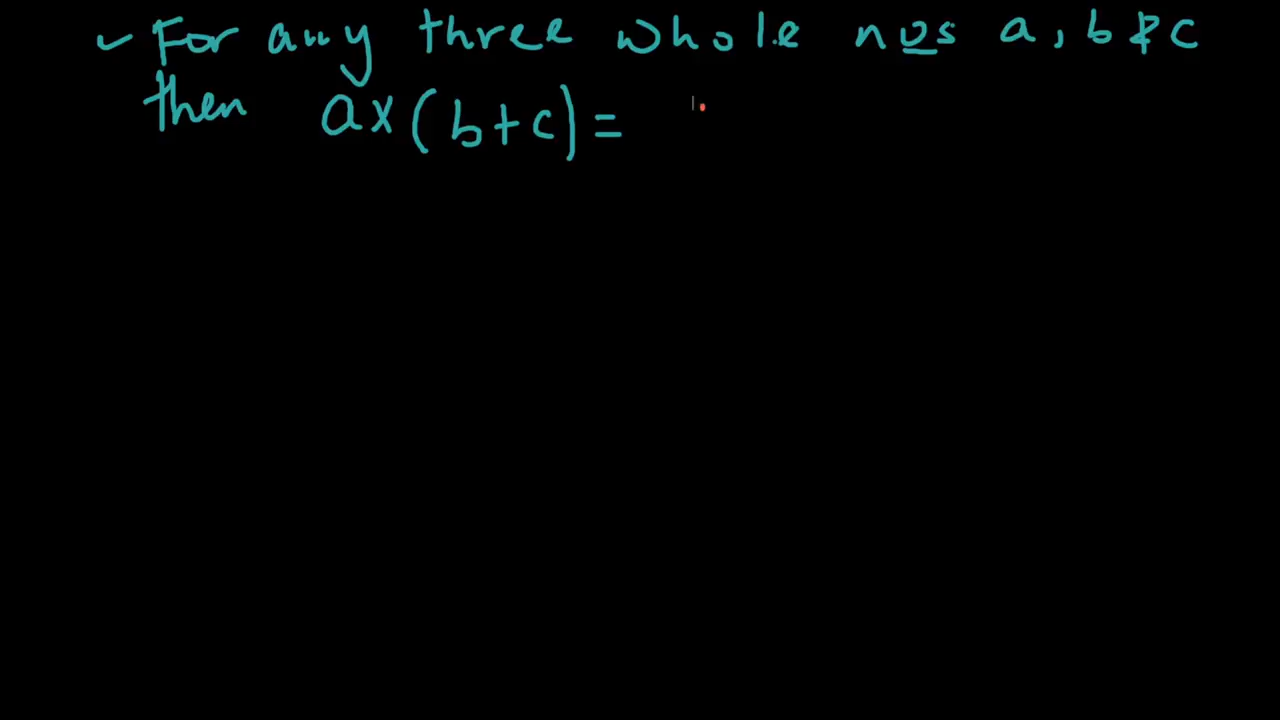 For any three whole nos a, b & c
then a×(b+c)=